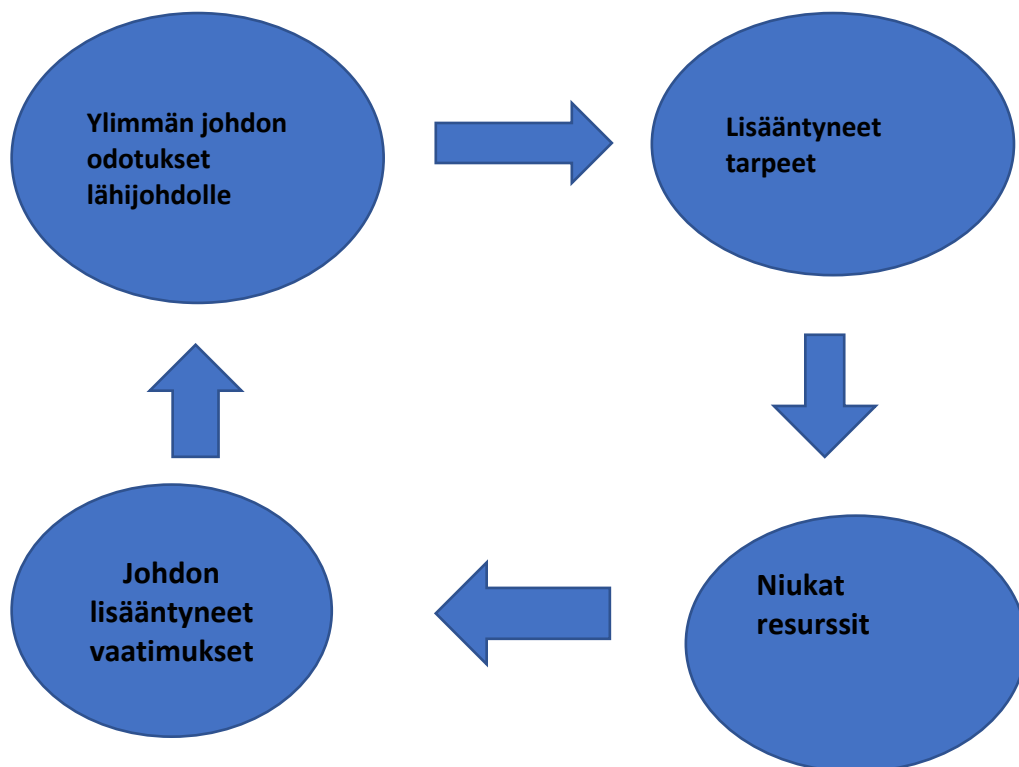 Ylimmän johdon
odotukset
lähijohdolle
Lisääntyneet
tarpeet
Niukat
resurssit
Johdon
lisääntyneet
vaatimukset